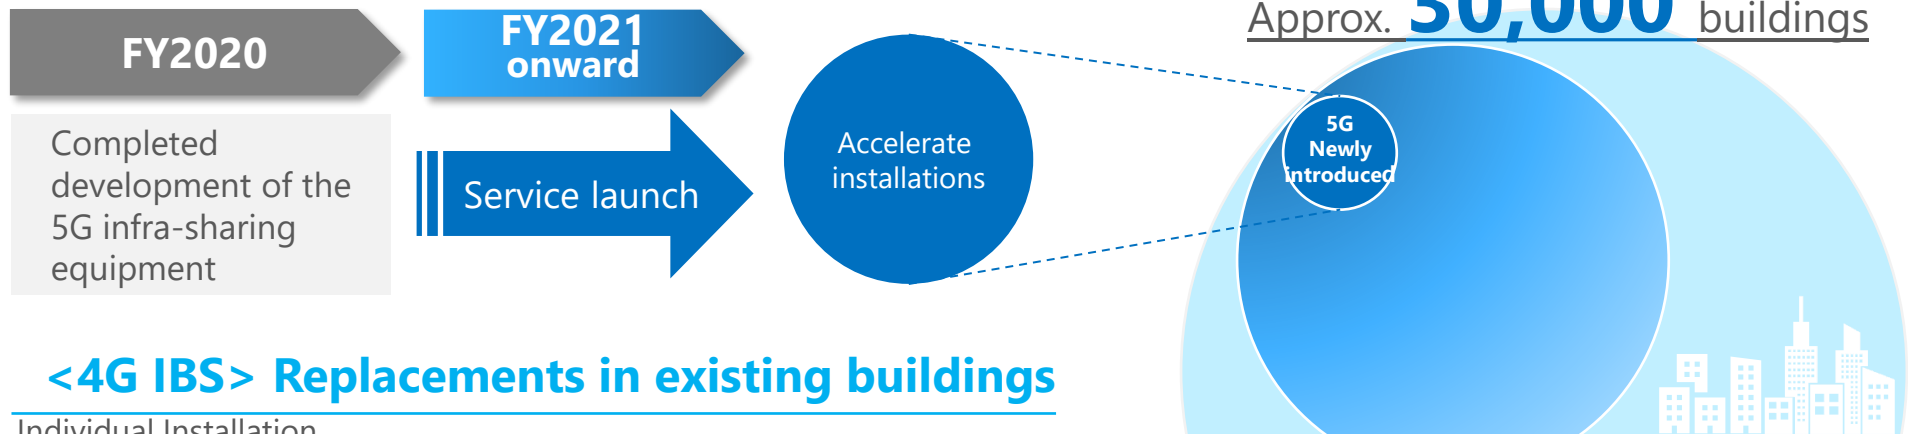 FY2020
FY2021
onward
Completed
development of the
5G infra-sharing
equipment
Service launch
Accelerate
installations
Approx. 30,000 buildings
5G
Newly
introduced
<4G IBS> Replacements in existing buildings
Individual Installation